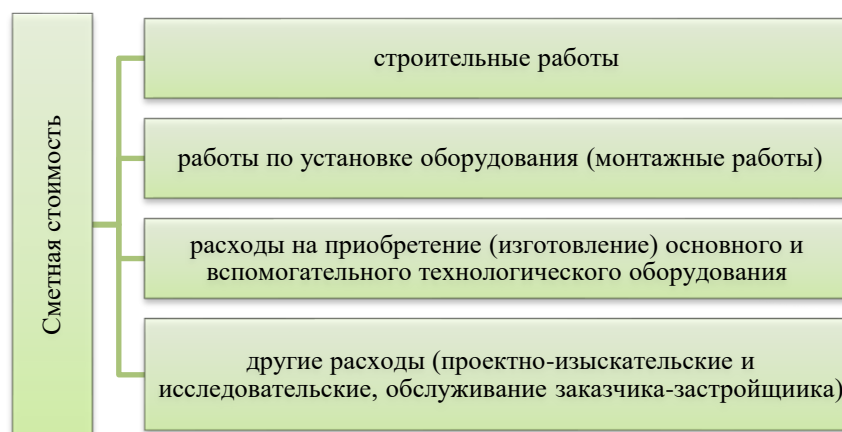 Сметная стоимость
строительные работы
работы по установке оборудования (монтажные работы)
расходы на приобретение (изготовление) основного и
вспомогательного технологического оборудования
другие расходы (проектно-изыскательские и
исследовательские, обслуживание заказчика-застройщиика)